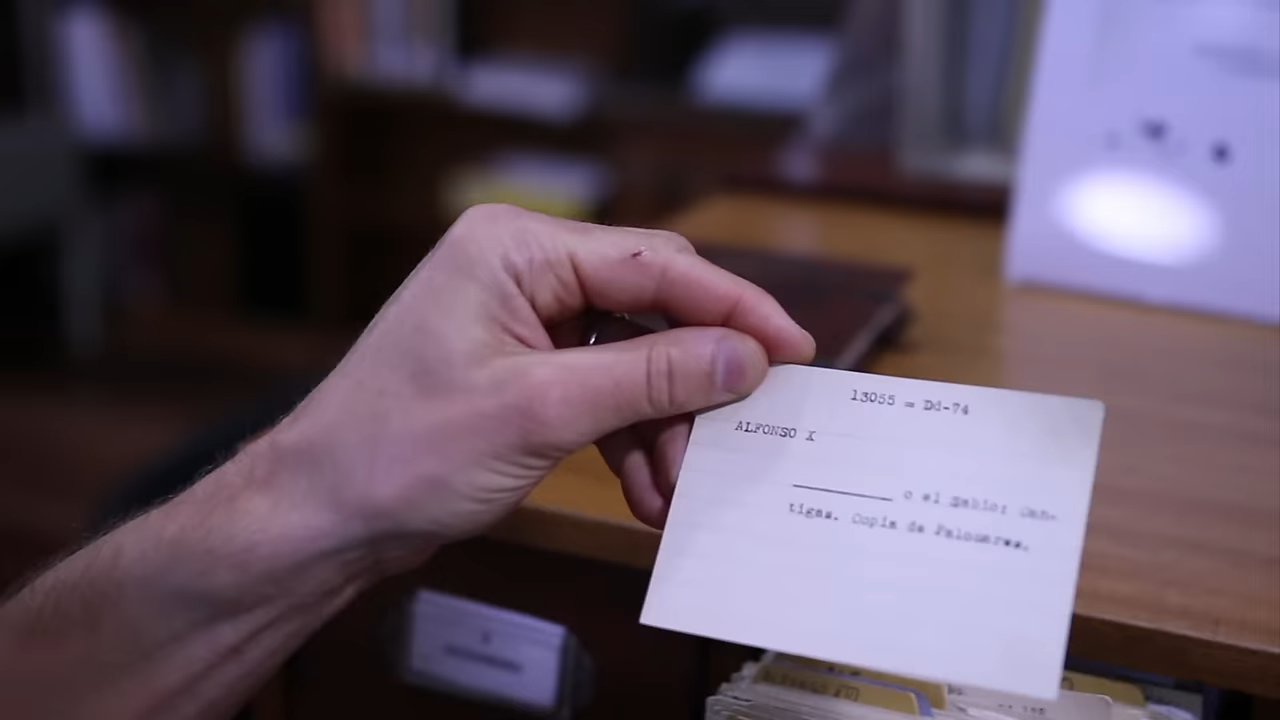 13055 = Dd-74
ALFONSO X
________ o el Sabio: Can-
tigas. Copia de Palomares.